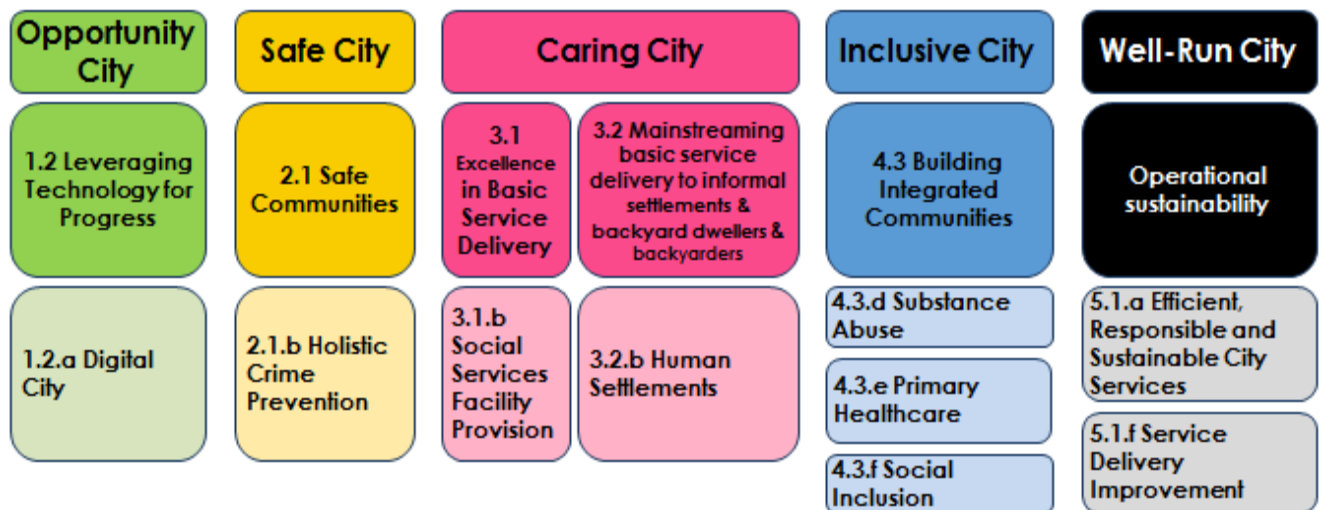 Opportunity
City
Safe City
Caring City
Inclusive City
Well-Run City
1.2 Leveraging
Technology for
Progress
2.1 Safe
Communities
3.1
Excellence
in Basic
Service
Delivery
3.2 Mainstreaming
basic service
delivery to informal
settlements &
backyard dwellers &
backyarders
4.3 Building
Integrated
Communities
Operational
sustainability
1.2.a Digital
City
2.1.b Holistic
Crime
Prevention
3.1.b
Social
Services
Facility
Provision
3.2.b Human
Settlements
4.3.d Substance
Abuse
4.3.e Primary
Healthcare
4.3.f Social
Inclusion
5.1.a Efficient,
Responsible and
Sustainable City
Services
5.1.f Service
Delivery
Improvement